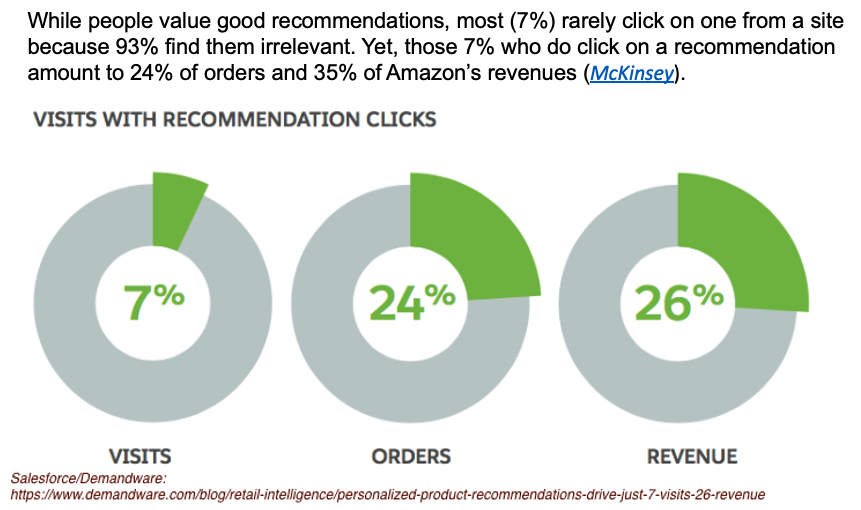 While people value good recommendations, most (7%) rarely click on one from a site
because 93% find them irrelevant. Yet, those 7% who do click on a recommendation
amount to 24% of orders and 35% of Amazon’s revenues (McKinsey).
VISITS WITH RECOMMENDATION CLICKS
7%
24%
26%
VISITS
ORDERS
REVENUE
Salesforce/Demandware:
https://www.demandware.com/blog/retail-intelligence/personalized-product-recommendations-drive-just-7-visits-26-revenue